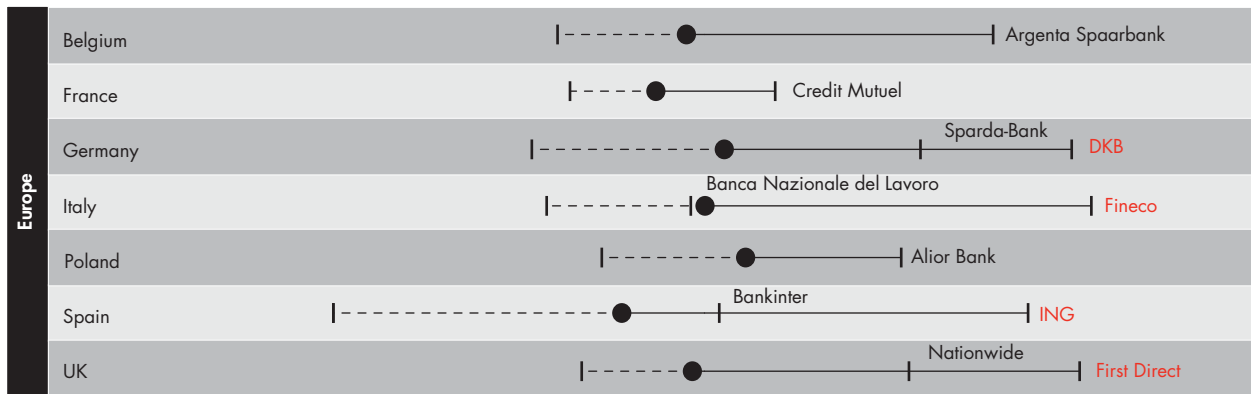 Europe
Belgium
Argenta Spaarbank
France
Credit Mutuel
Germany
Sparda-Bank
DKB
Italy
Banca Nazionale del Lavoro
Fineco
Poland
Alior Bank
Spain
Bankinter
ING
UK
Nationwide
First Direct